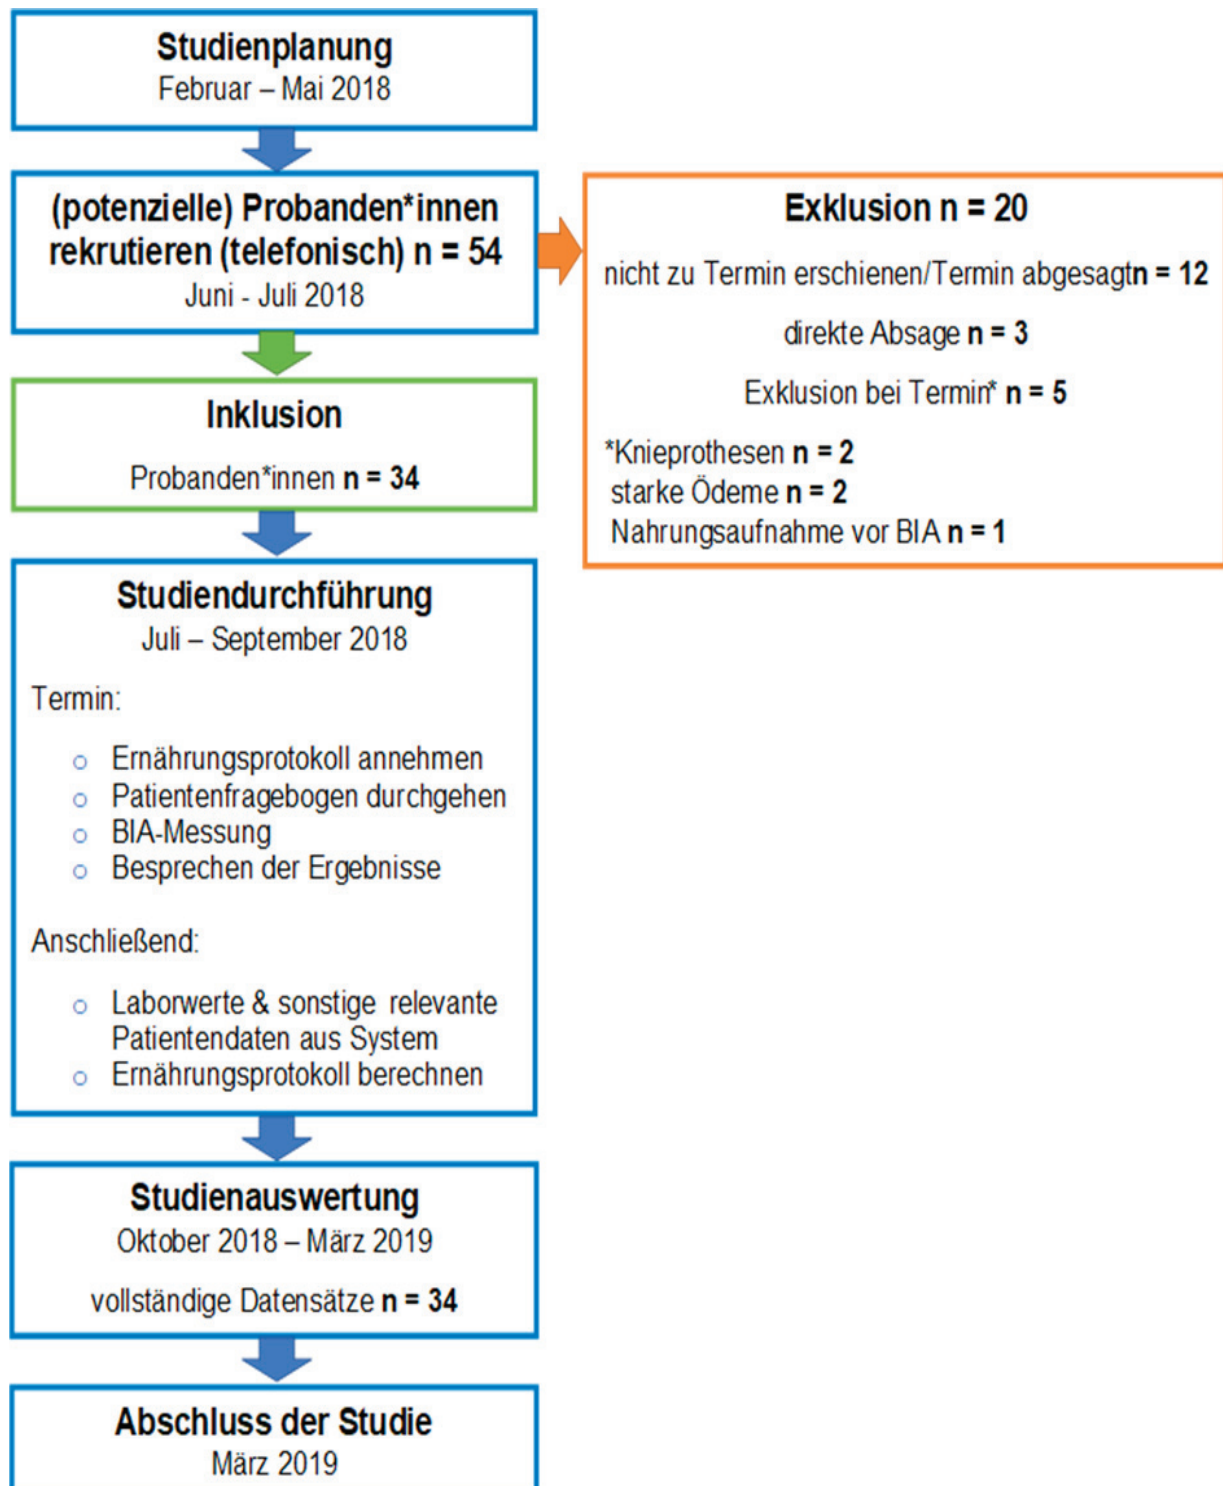 Studienplanung
Februar – Mai 2018
(potenzielle) Probanden*innen
rekrutieren (telefonisch) n = 54
Juni - Juli 2018
Exklusion n = 20
nicht zu Termin erschienen/Termin abgesagtn = 12
direkte Absage n = 3
Exklusion bei Termin* n = 5
*Knieprothesen n = 2
starke Ödeme n = 2
Nahrungsaufnahme vor BIA n = 1
Inklusion
Probanden*innen n = 34
Studiendurchführung
Juli – September 2018
Termin:
o Ernährungsprotokoll annehmen
o Patientenfragebogen durchgehen
o BIA-Messung
o Besprechen der Ergebnisse
Anschließend:
o Laborwerte & sonstige relevante
Patientendaten aus System
o Ernährungsprotokoll berechnen
Studienauswertung
Oktober 2018 – März 2019
vollständige Datensätze n = 34
Abschluss der Studie
März 2019